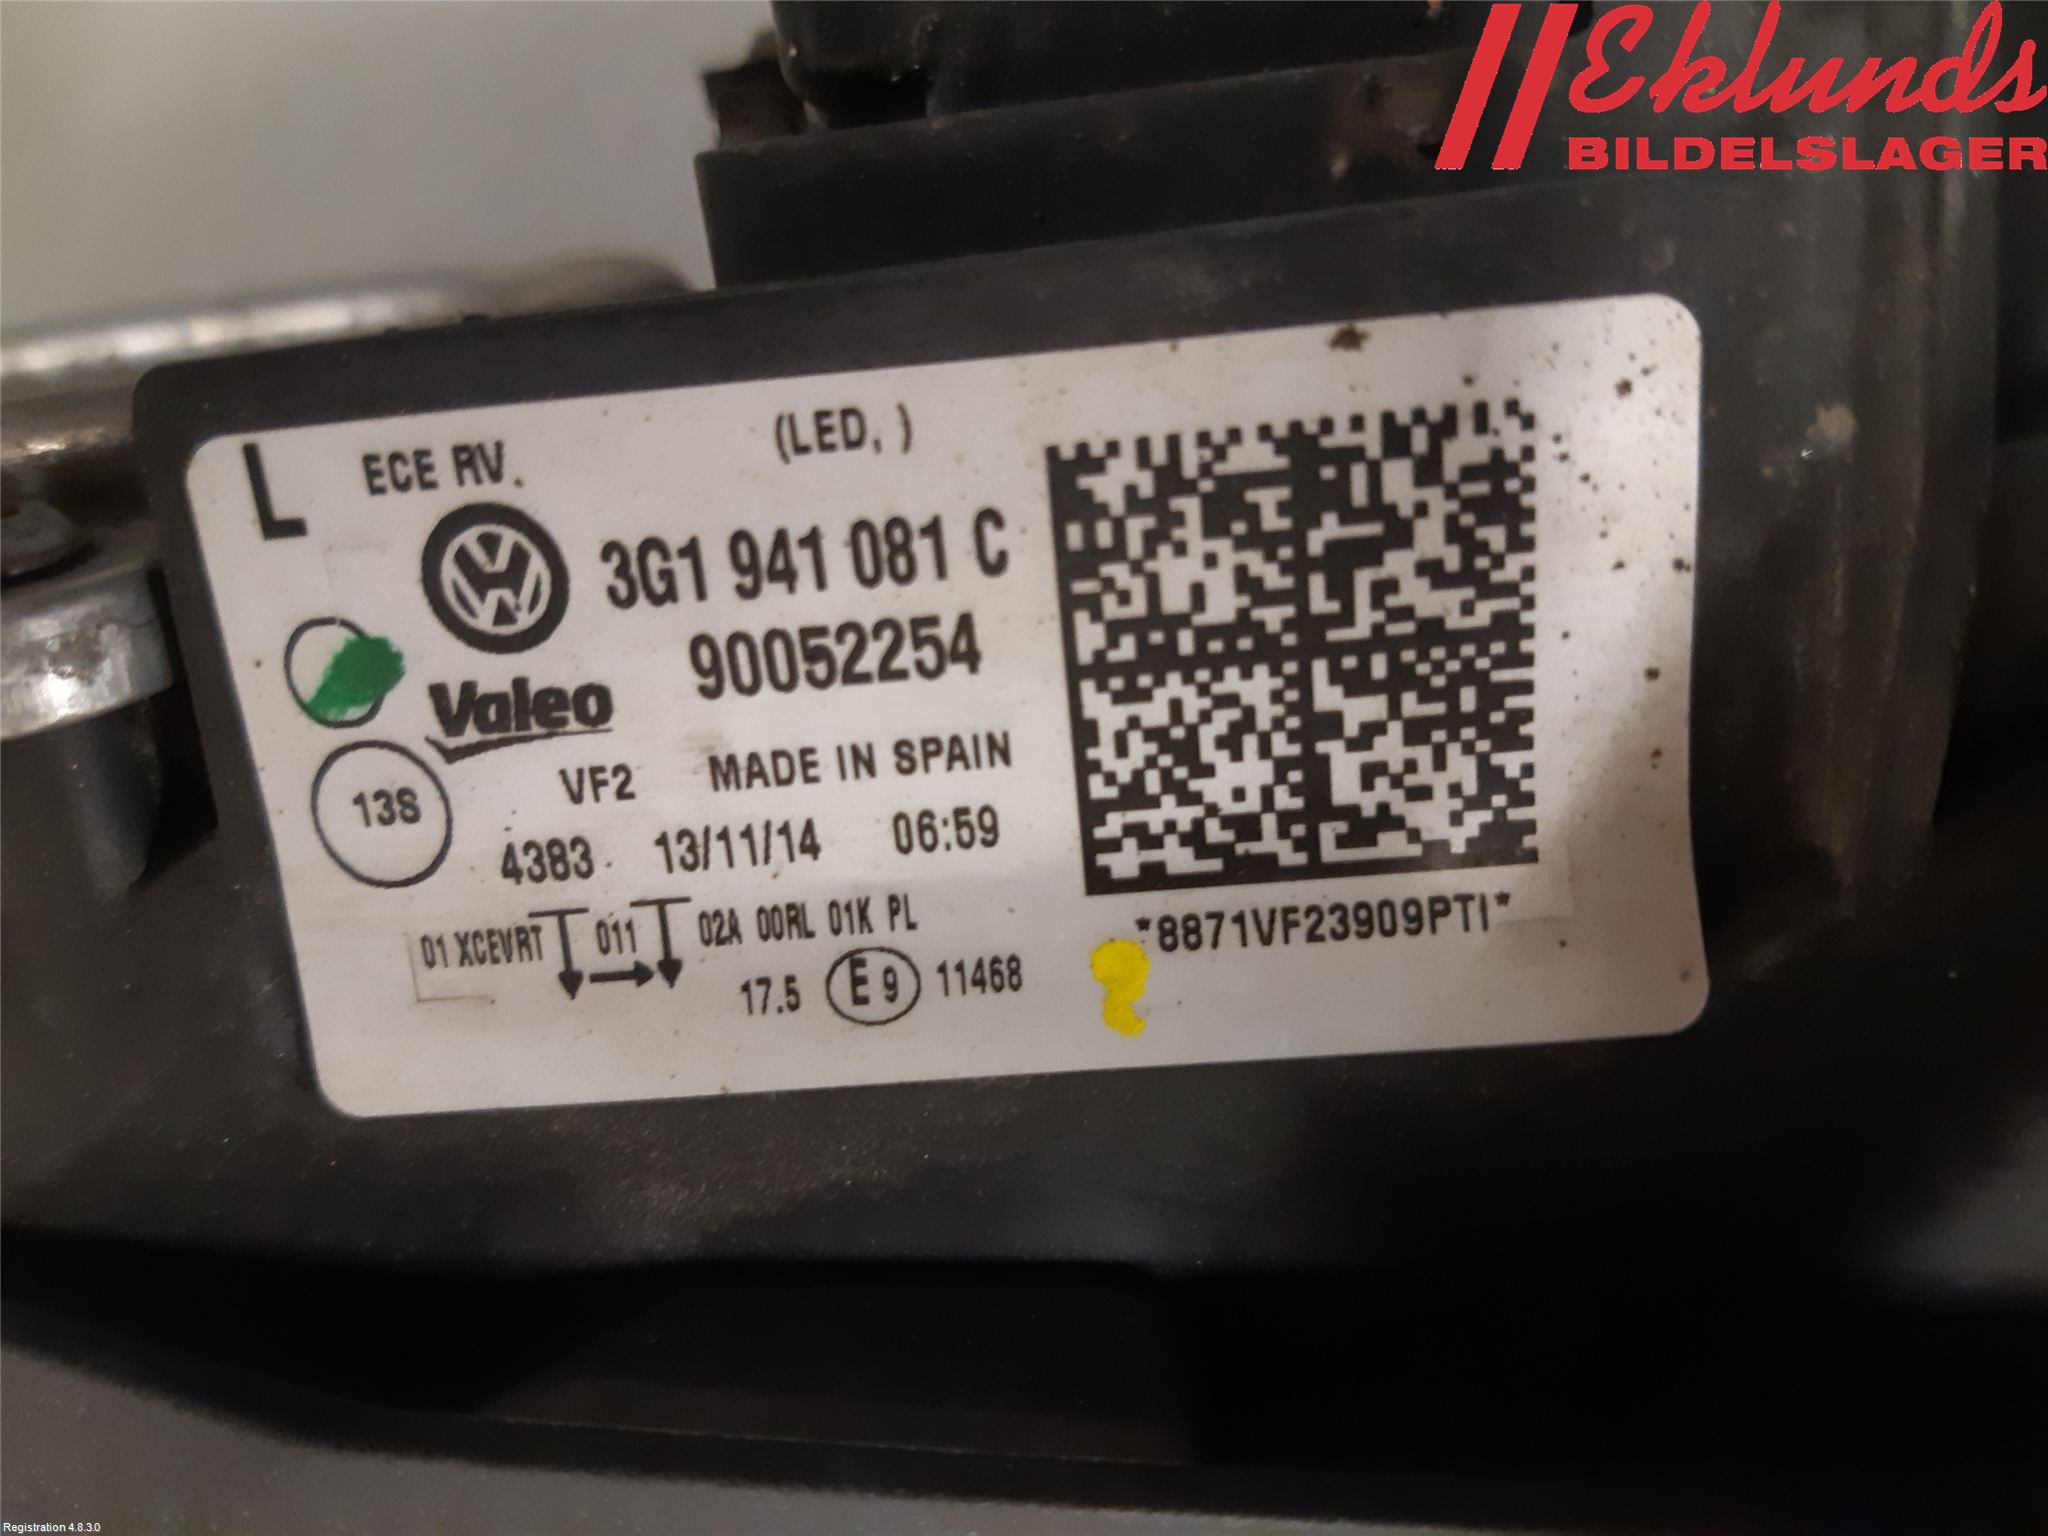 Eklunds
BILDELSLAGER
L
ECE RV.
(LED, )
3G1 941 081 C
90052254
Valeo
VF2 MADE IN SPAIN
13S
4383 13/11/14 06:59
01 XCEVRT 011 02A 00RL 01K PL
17.5 E 9 11468
*8871VF23909PTI*
Registration 4.8.3.0